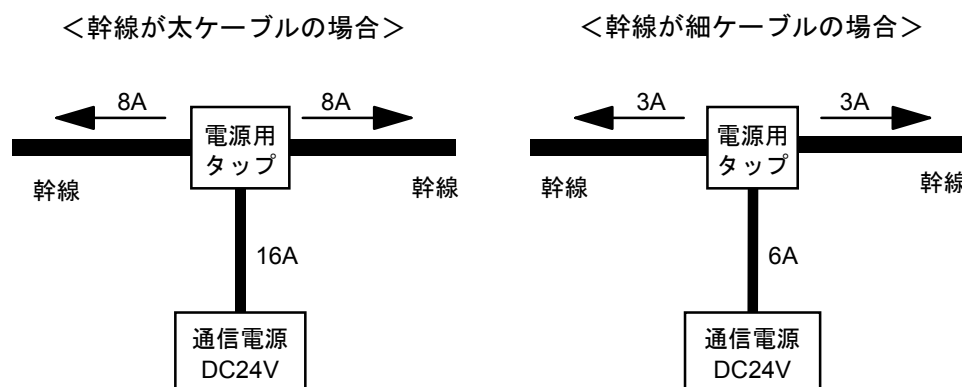 ＜幹線が太ケーブルの場合＞
8A
8A
電源用
タップ
幹線
幹線
16A
通信電源
DC24V
＜幹線が細ケーブルの場合＞
3A
3A
電源用
タップ
幹線
幹線
6A
通信電源
DC24V